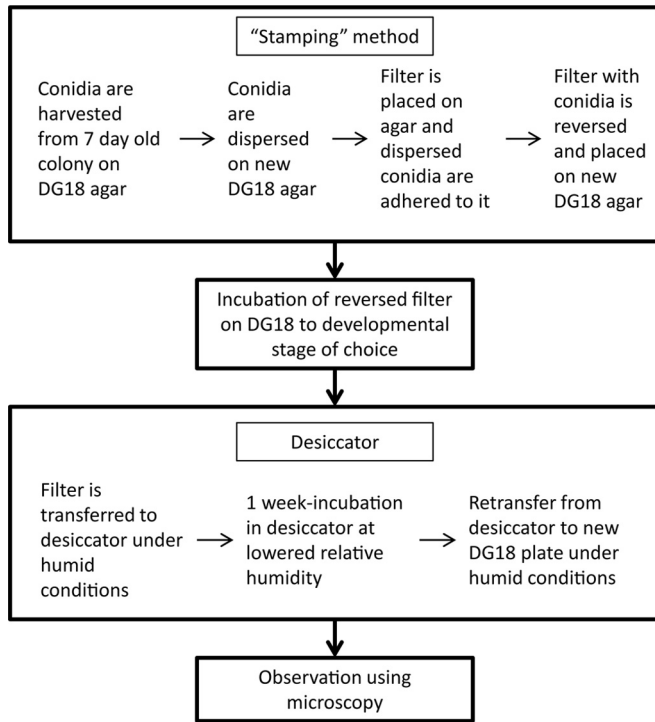 “Stamping” method
Conidia are
harvested
from 7 day old
colony on
DG18 agar
Conidia
are
dispersed
on new
DG18 agar
Filter is
placed on
agar and
dispersed
conidia are
adhered to it
Filter with
conidia is
reversed
and placed
on new
DG18 agar
Incubation of reversed filter
on DG18 to developmental
stage of choice
Desiccator
Filter is
transferred to
desiccator under
humid
conditions
1 week-incubation
in desiccator at
lowered relative
humidity
Retransfer from
desiccator to new
DG18 plate under
humid conditions
Observation using
microscopy